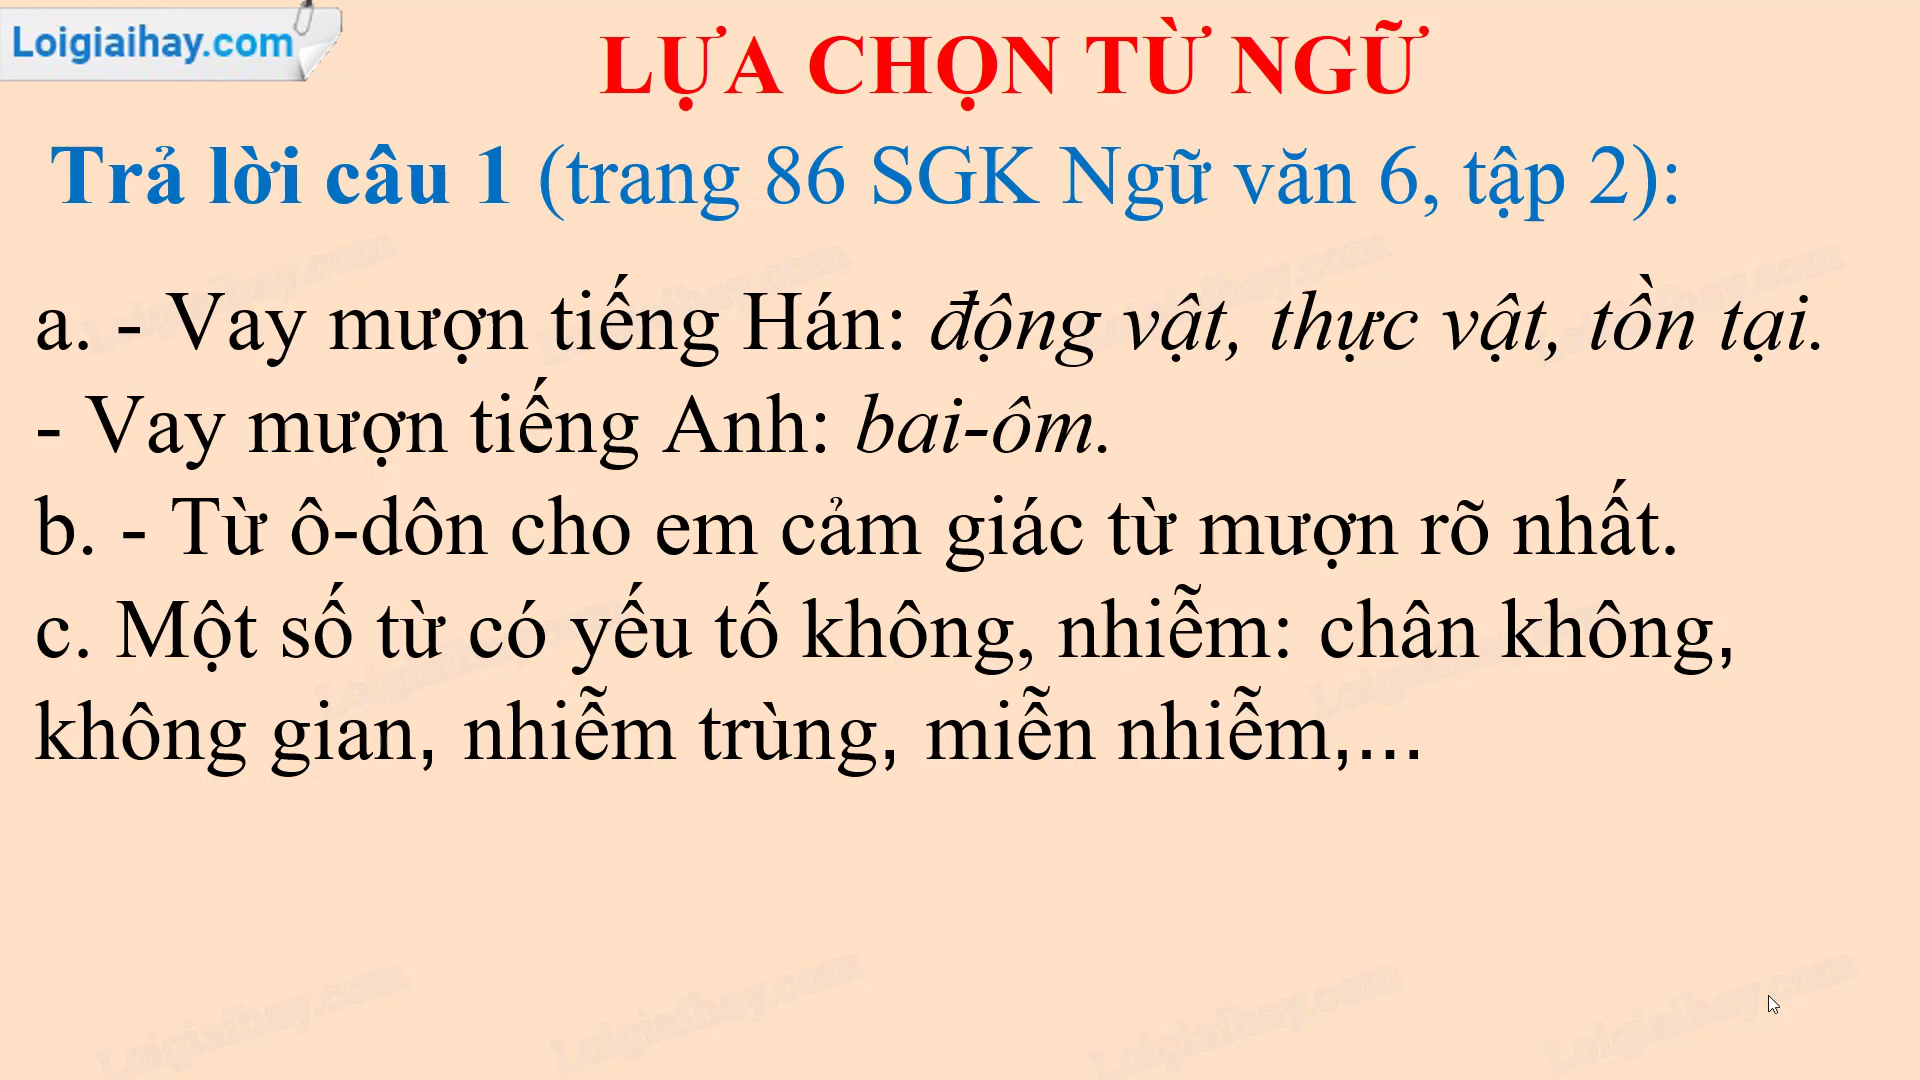 Loigiaihay.com
LỰA CHỌN TỪ NGỮ
Trả lời câu 1 (trang 86 SGK Ngữ văn 6, tập 2):
a. - Vay mượn tiếng Hán: động vật, thực vật, tồn tại.
- Vay mượn tiếng Anh: bai-ôm.
b. - Từ ô-dôn cho em cảm giác từ mượn rõ nhất.
c. Một số từ có yếu tố không, nhiễm: chân không,
không gian, nhiễm trùng, miễn nhiễm,...